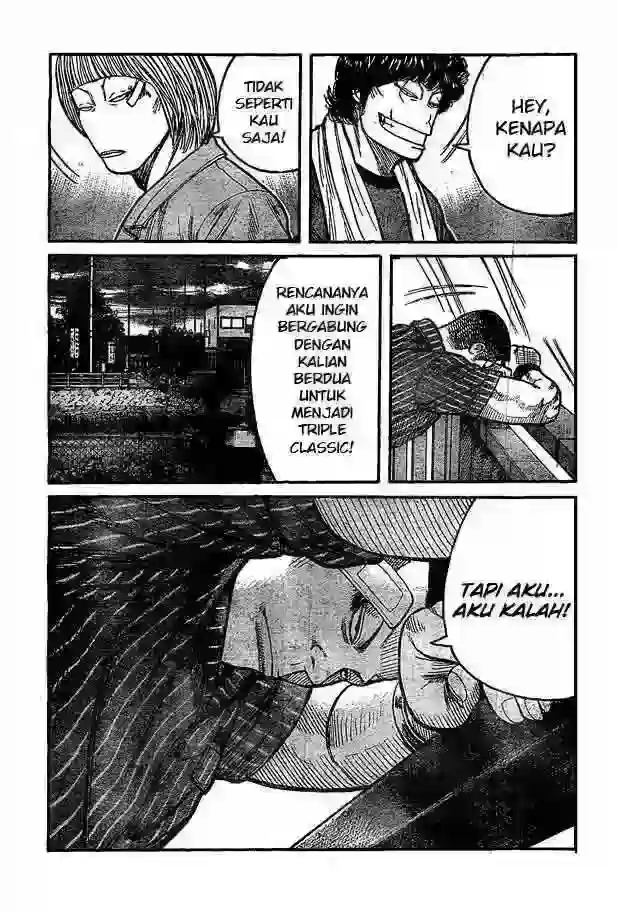 HEY,
KENAPA
KAU?
TIDAK
SEPERTI
KAU
SAJA!
RENCANANYA
AKU INGIN
BERGABUNG
DENGAN
KALIAN
BERDUA
UNTUK
MENJADI
TRIPLE
CLASSIC!
TAPI AKU...
AKU KALAH!